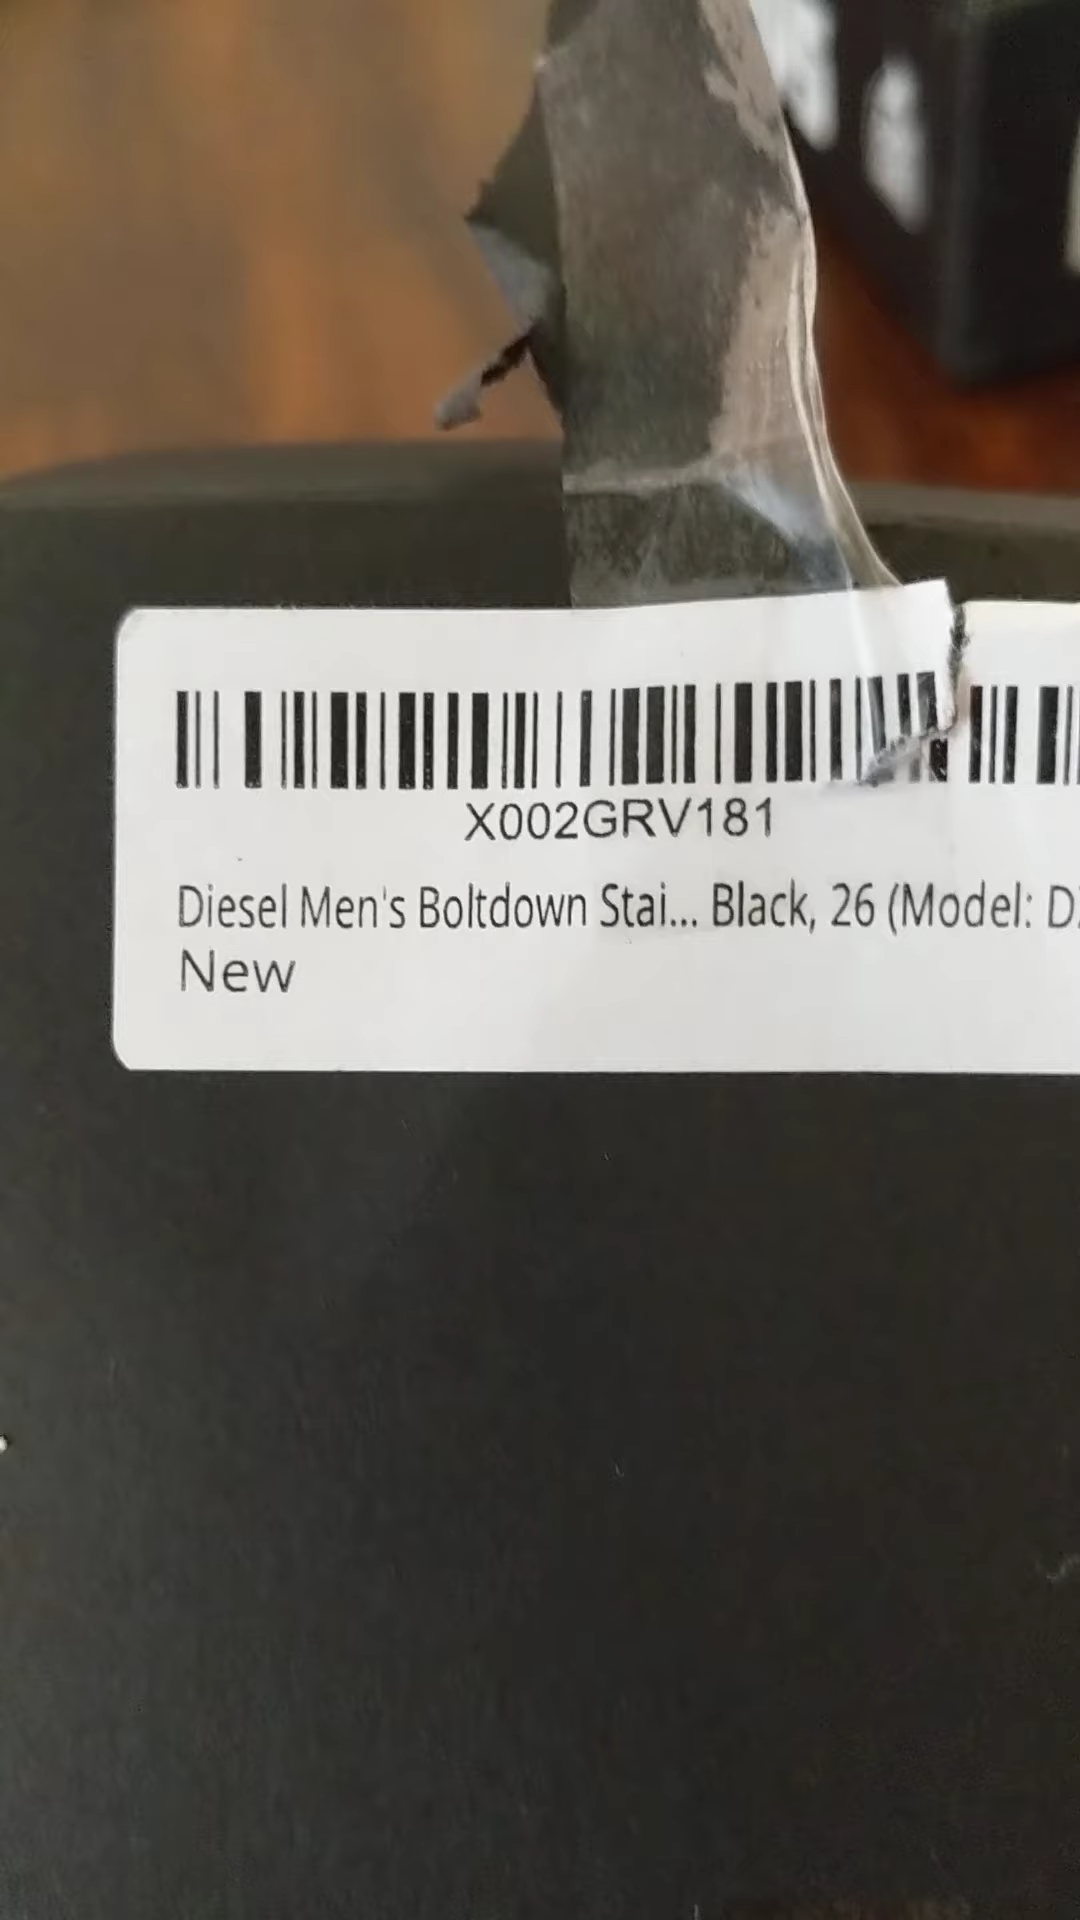 X002GRV181
Diesel Men's Boltdown Stai... Black, 26 (Model: D
New